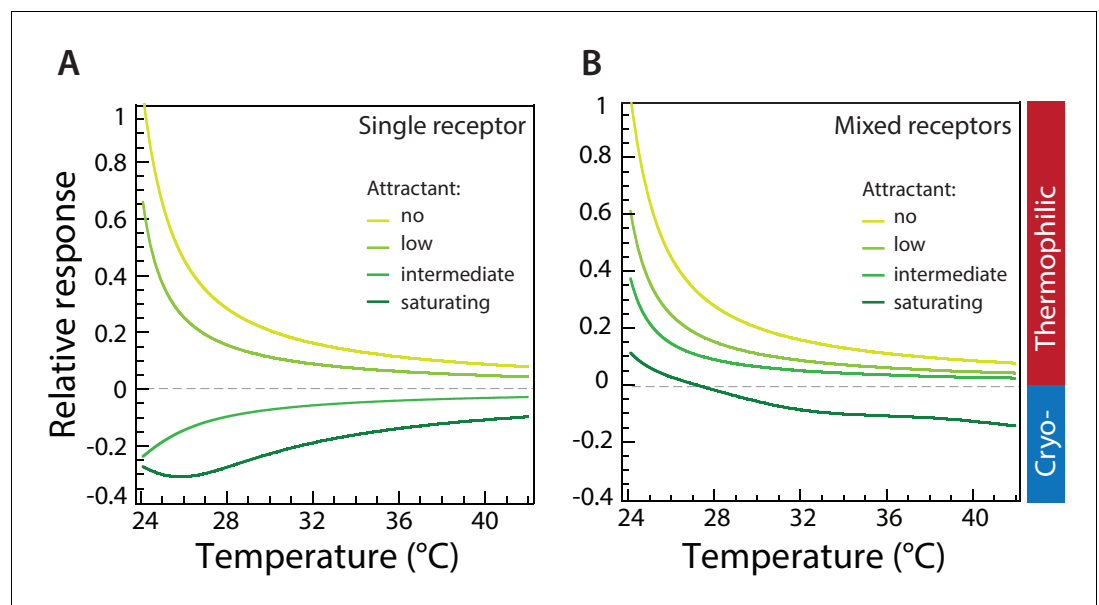 A
Single receptor
Attractant:
no
low
intermediate
saturating
Relative response
1
0.8
0.6
0.4
0.2
0
-0.2
-0.4
24
28
32
36
40
Temperature (°C)
B
Mixed receptors
Attractant:
no
low
intermediate
saturating
1
0.8
0.6
0.4
0.2
0
-0.2
-0.4
24
28
32
36
40
Temperature (°C)
Thermophilic
Cryo-